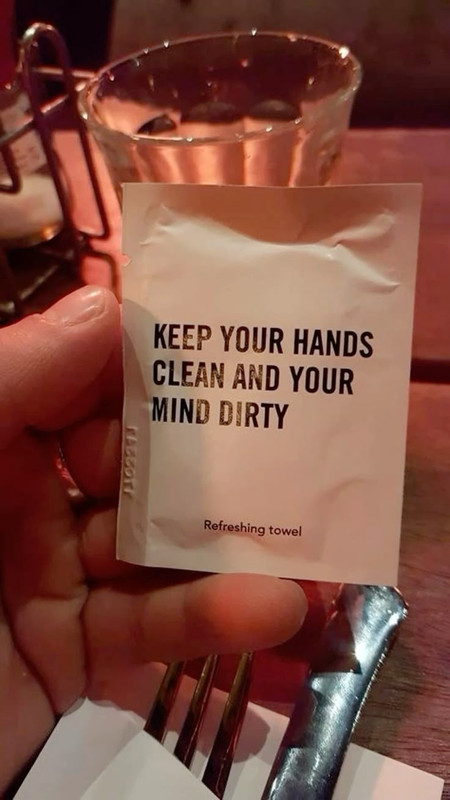 KEEP YOUR HANDS
CLEAN AND YOUR
MIND DIRTY
Refreshing towel